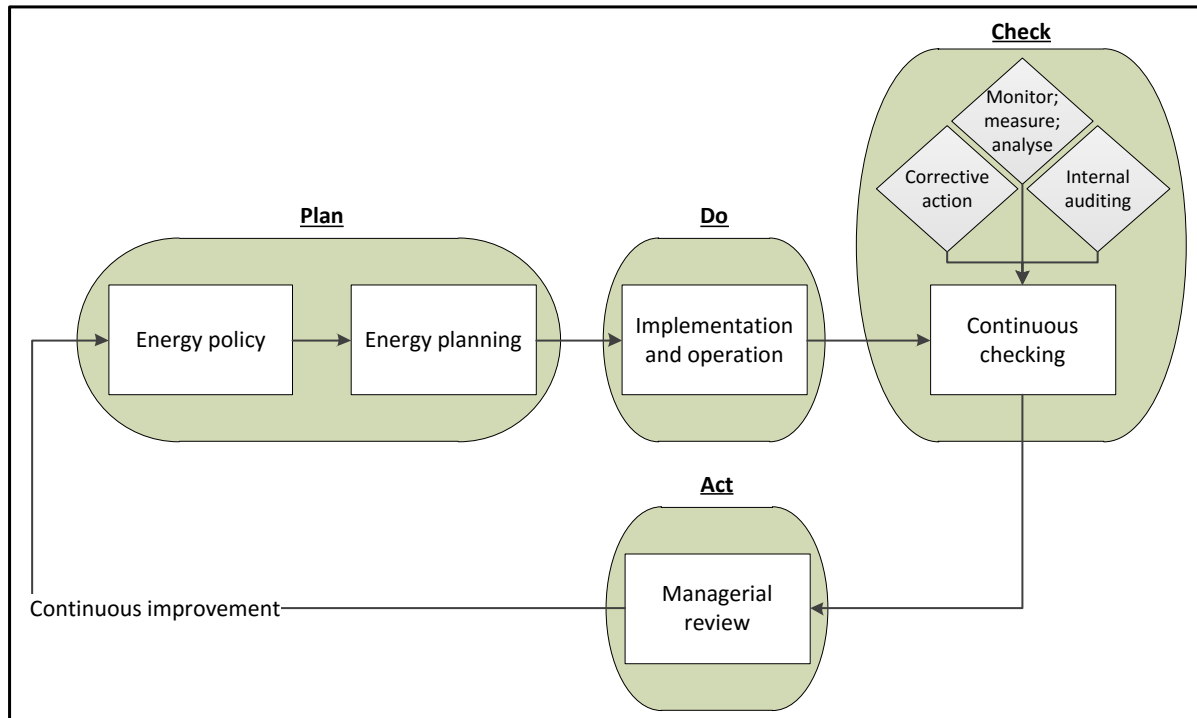 Check
Monitor;
measure;
analyse
Corrective
action
Internal
auditing
Plan
Do
Energy policy
Energy planning
Implementation
and operation
Continuous
checking
Act
Managerial
review
Continuous improvement